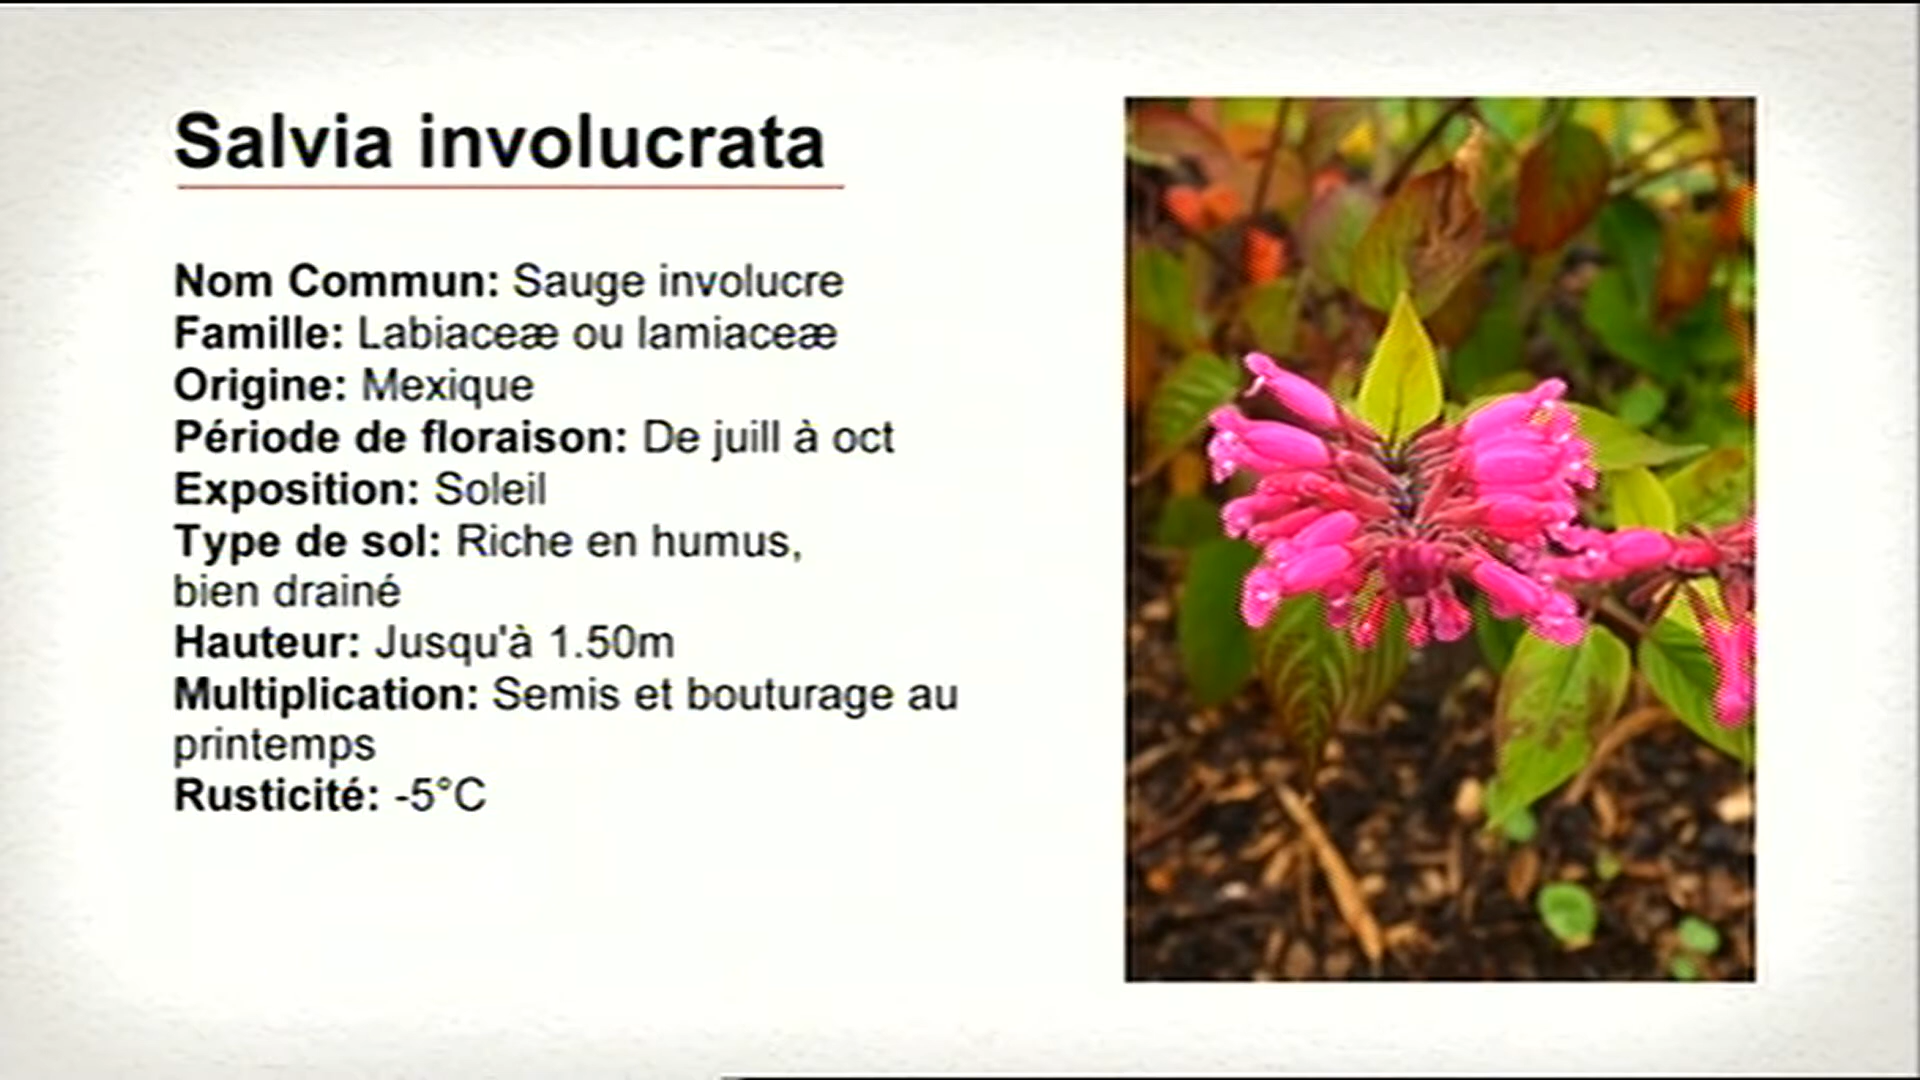 Salvia involucrata
Nom Commun: Sauge involucre
Famille: Labiaceæ ou lamiaceæ
Origine: Mexique
Période de floraison: De juill à oct
Exposition: Soleil
Type de sol: Riche en humus,
bien drainé
Hauteur: Jusqu'à 1.50m
Multiplication: Semis et bouturage au
printemps
Rusticité: -5°C